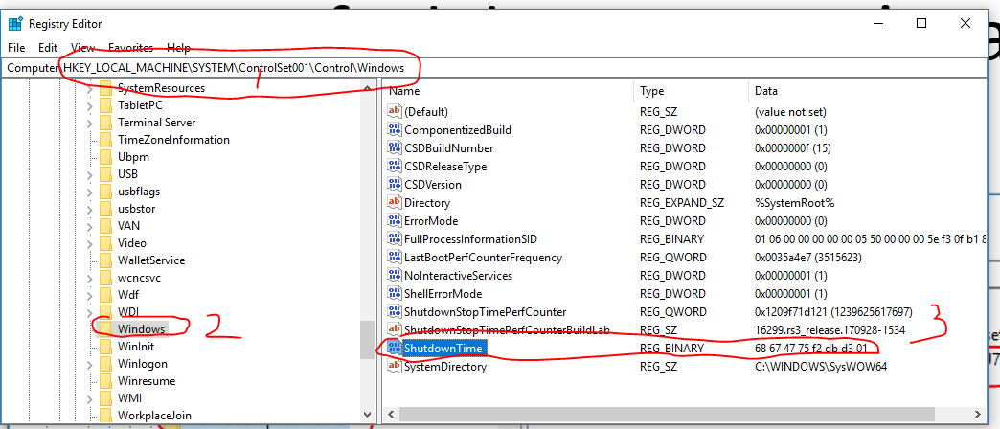 Registry Editor
File Edit View Favorites Help
Computer\HKEY_LOCAL_MACHINE\SYSTEM\ControlSet001\Control\Windows
1
SystemResources
TabletPC
Terminal Server
TimeZoneInformation
Ubpm
USB
usbflags
usbstor
VAN
Video
WalletService
wcncsvc
Wdf
WDI
Windows 2
WinInit
Winlogon
Winresume
WMI
WorkplaceJoin
Name Type Data
(Default) REG_SZ (value not set)
ComponentizedBuild REG_DWORD 0x00000001 (1)
CSDBuildNumber REG_DWORD 0x0000000f (15)
CSDReleaseType REG_DWORD 0x00000000 (0)
CSDVersion REG_DWORD 0x00000000 (0)
Directory REG_EXPAND_SZ %SystemRoot%
ErrorMode REG_DWORD 0x00000000 (0)
FullProcessInformationSID REG_BINARY 01 06 00 00 00 00 00 05 50 00 00 00 5e f3 0f b1 8
LastBootPerfCounterFrequency REG_QWORD 0x0035a4e7 (3515623)
NoInteractiveServices REG_DWORD 0x00000001 (1)
ShellErrorMode REG_DWORD 0x00000001 (1)
ShutdownStopTimePerfCounter REG_QWORD 0x1209f71d121 (1239625617697)
ShutdownStopTimePerfCounterBuildLab REG_SZ 16299.rs3_release.170928-1534
3
ShutdownTime REG_BINARY 68 67 47 75 f2 db d3 01
SystemDirectory REG_SZ C:\WINDOWS\SysWOW64